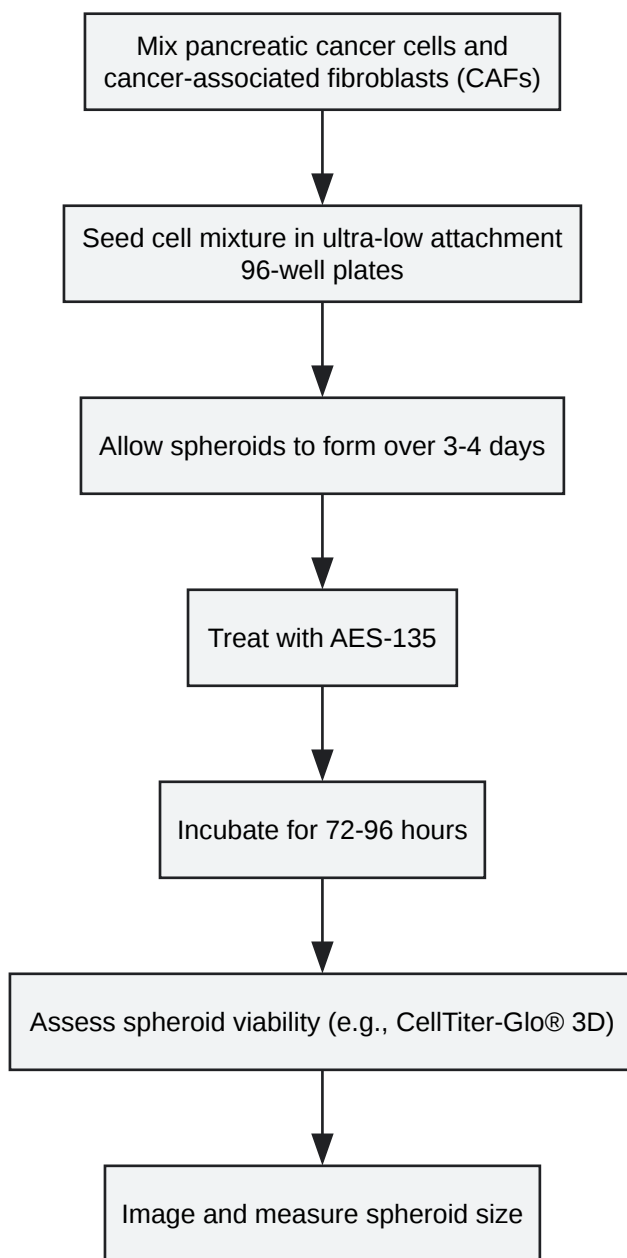 Mix pancreatic cancer cells and
cancer-associated fibroblasts (CAFs)
Seed cell mixture in ultra-low attachment
96-well plates
Allow spheroids to form over 3-4 days
Treat with AES-135
Incubate for 72-96 hours
Assess spheroid viability (e.g., CellTiter-Glo® 3D)
Image and measure spheroid size